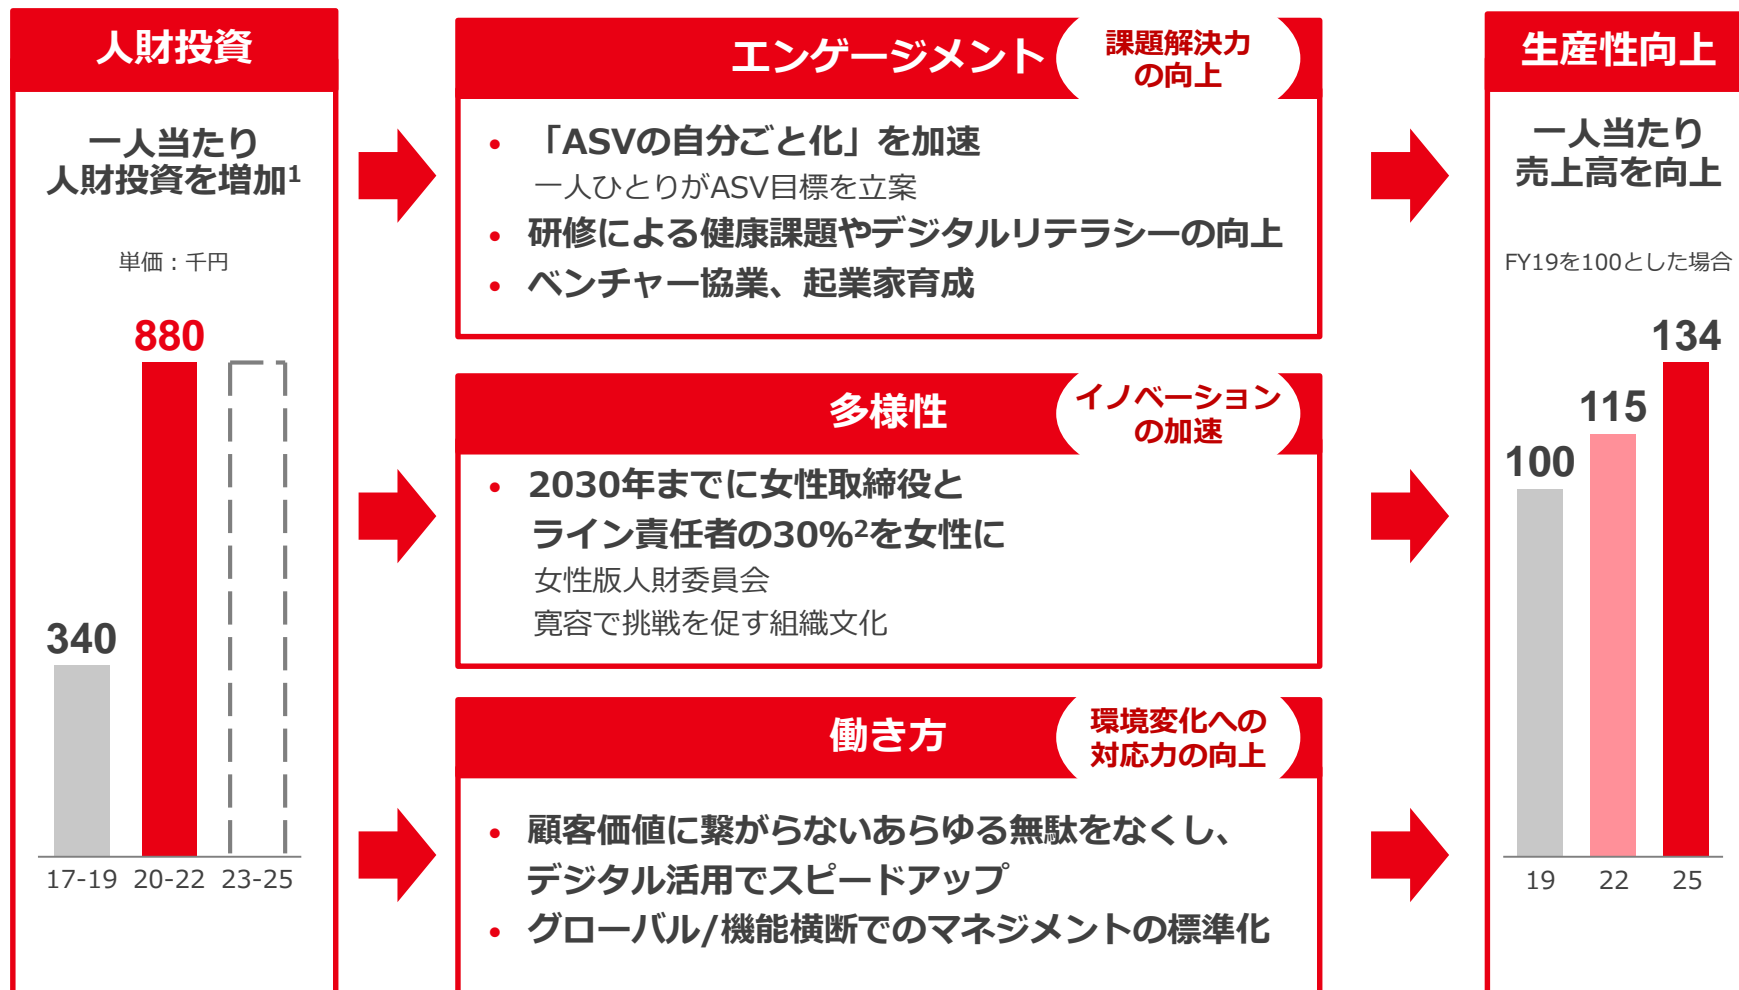 人財投資
一人当たり
人財投資を増加1
単価：千円
880
340
17-19 20-22 23-25
エンゲージメント
課題解決力
の向上
• 「ASVの自分ごと化」を加速
一人ひとりがASV目標を立案
• 研修による健康課題やデジタルリテラシーの向上
• ベンチャー協業、起業家育成
多様性
イノベーション
の加速
• 2030年までに女性取締役と
ライン責任者の30%2を女性に
女性版人財委員会
寛容で挑戦を促す組織文化
働き方
環境変化への
対応力の向上
• 顧客価値に繋がらないあらゆる無駄をなくし、
デジタル活用でスピードアップ
• グローバル/機能横断でのマネジメントの標準化
生産性向上
一人当たり
売上高を向上
FY19を100とした場合
134
115
100
19 22 25